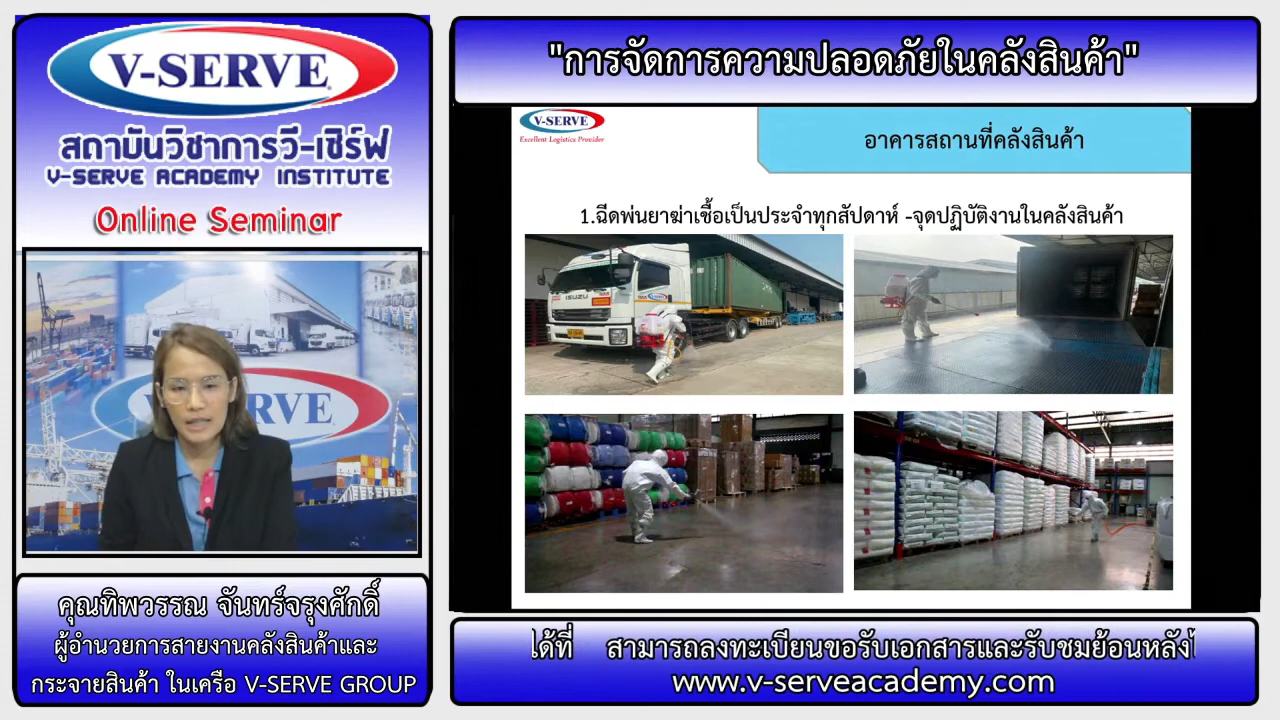 V-SERVE
สถาบันวิชาการวี-เซิร์ฟ
V-SERVE ACADEMY INSTITUTE
Online Seminar
คุณทิพวรรณ จันทร์จรุงศักดิ์
ผู้อำนวยการสายงานคลังสินค้าและ
กระจายสินค้า ในเครือ V-SERVE GROUP
"การจัดการความปลอดภัยในคลังสินค้า"
V-SERVE
Excellent Logistics Provider
อาคารสถานที่คลังสินค้า
1.ฉีดพ่นยาฆ่าเชื้อเป็นประจำทุกสัปดาห์ -จุดปฏิบัติงานในคลังสินค้า
ISUZU
V-SERVE
ได้ที่ สามารถลงทะเบียนขอรับเอกสารและรับชมย้อนหลังไ
www.v-serveacademy.com